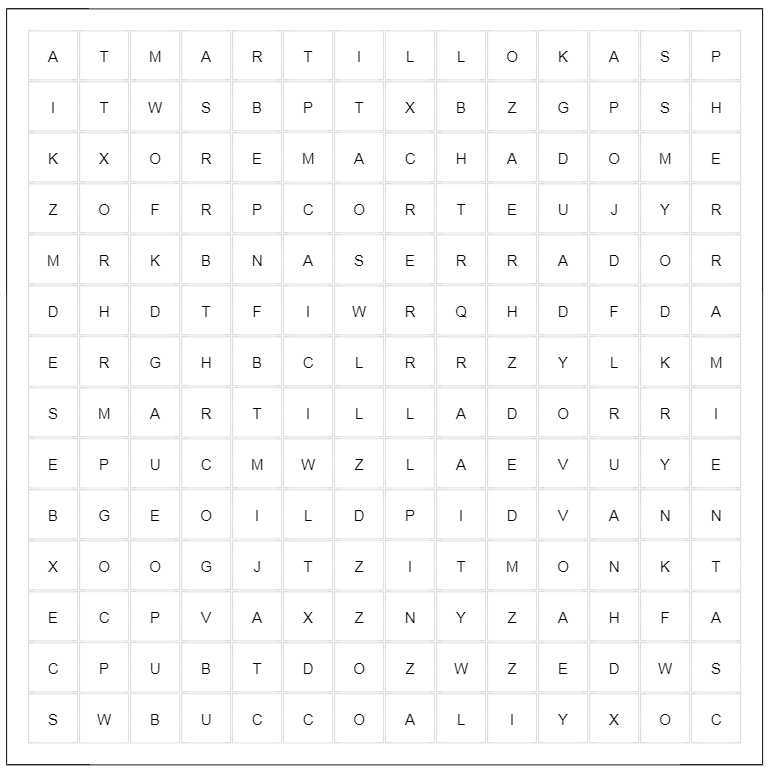 A T M A R T I L L O K A S P
I T W S B P T X B Z G P S H
K X O R E M A C H A D O M E
Z O F R P C O R T E U J Y R
M R K B N A S E R R A D O R
D H D T F I W R Q H D F D A
E R G H B C L R R Z Y L K M
S M A R T I L L A D O R R I
E P U C M W Z L A E V U Y E
B G E O I L D P I D V A N N
X O O G J T Z I T M O N K T
E C P V A X Z N Y Z A H F A
C P U B T D O Z W Z E D W S
S W B U C C O A L I Y X O C